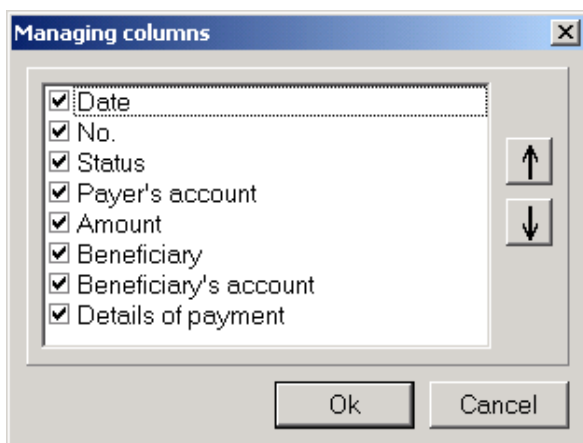 Managing columns
Date
No.
Status
Payer's account
Amount
Beneficiary
Beneficiary's account
Details of payment
Ok
Cancel